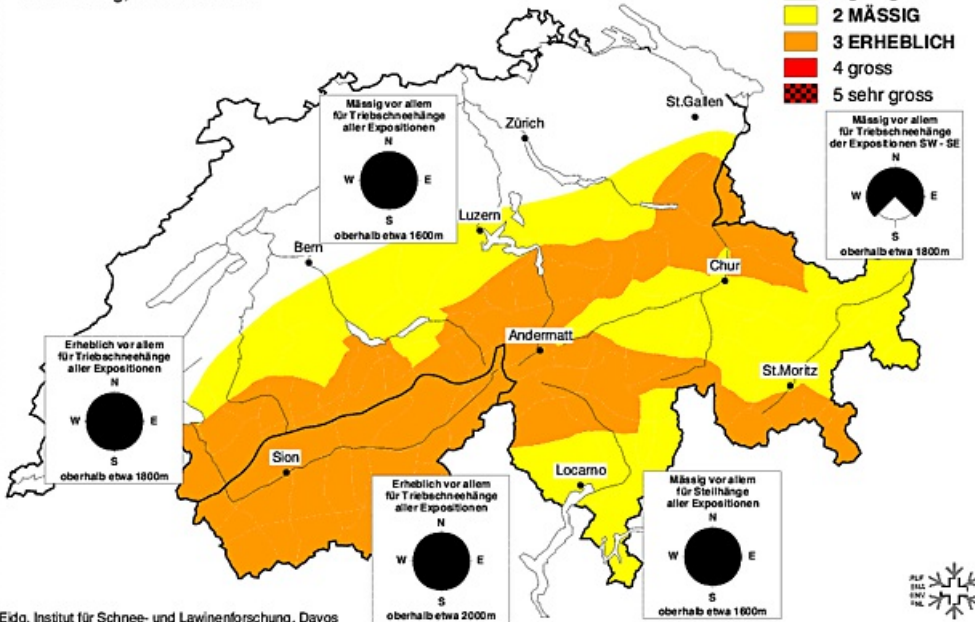 2 MÄSSIG
3 ERHEBLICH
4 gross
5 sehr gross
St.Gallen
Zürich
Mässig vor allem
für Triebschneehänge
aller Expositionen
N
W E
S
oberhalb etwa 1600m
Mässig vor allem
für Triebschneehänge
der Expositionen SW - SE
N
W E
S
oberhalb etwa 1800m
Luzern
Bern
Chur
Andermatt
St.Moritz
Erheblich vor allem
für Triebschneehänge
aller Expositionen
N
W E
S
oberhalb etwa 1800m
Sion
Locarno
Erheblich vor allem
für Triebschneehänge
aller Expositionen
N
W E
S
oberhalb etwa 2000m
Mässig vor allem
für Steilhänge
aller Expositionen
N
W E
S
oberhalb etwa 1600m
Eidg. Institut für Schnee- und Lawinenforschung, Davos